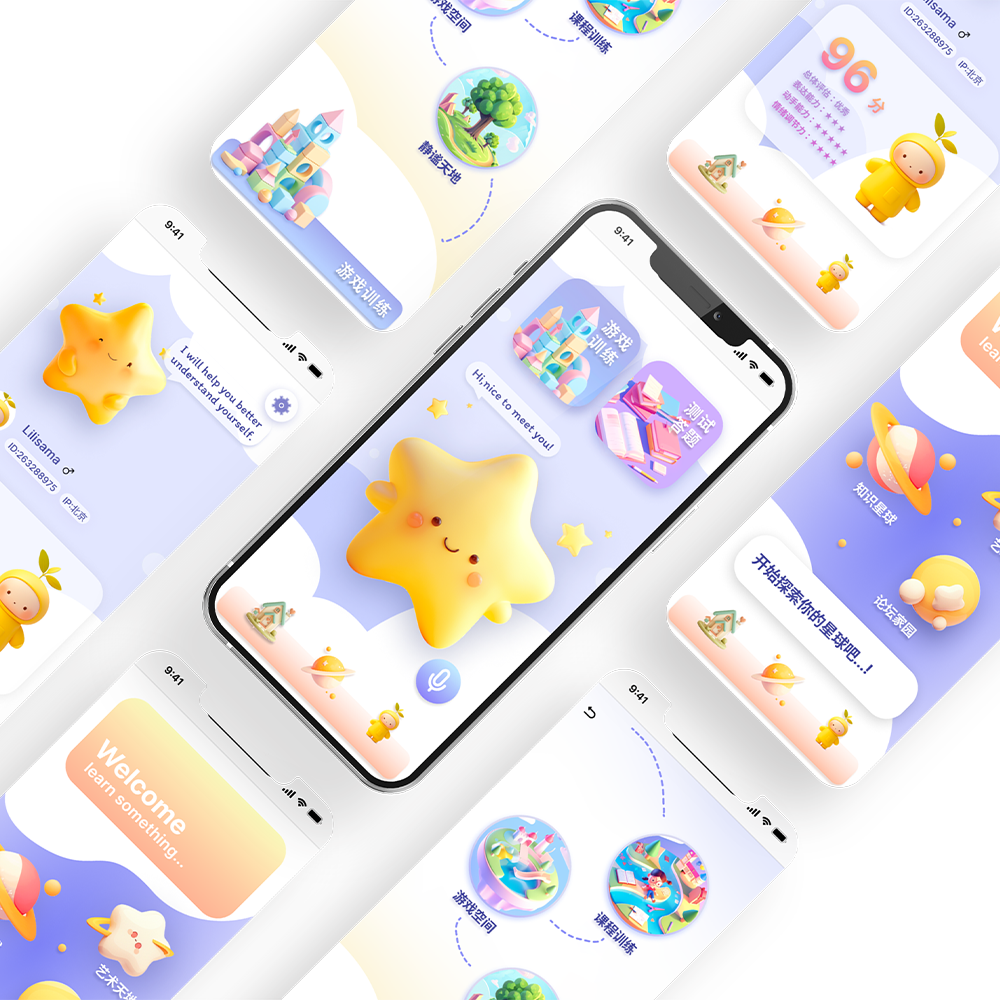 游戏空间
课程训练
静谧天地
游戏训练
Lilisama ♂
ID:263288975 IP:北京
96 分
总体评估：优秀
表达能力：★★★
动手能力：★★★★★
情绪调节力：★★★★
9:41
I will help you better
understand yourself.
Lilisama ♂
ID:263288975 IP:北京
9:41
游戏
训练
测试
答题
Hi,nice to meet you!
learn
知识星球
论坛家园
开始探索你的星球吧...!
9:41
Welcome
learn something...
艺术天地
9:41
游戏空间
课程训练